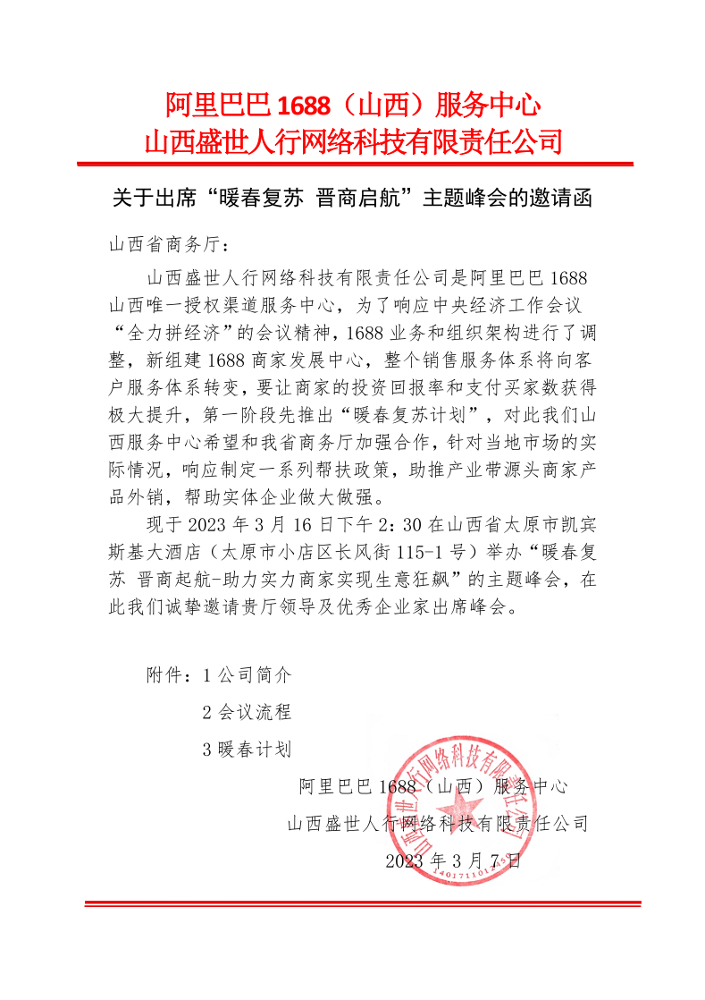 阿里巴巴 1688（山西）服务中心
山西盛世人行网络科技有限责任公司
关于出席“暖春复苏 晋商启航”主题峰会的邀请函
山西省商务厅：
山西盛世人行网络科技有限责任公司是阿里巴巴 1688
山西唯一授权渠道服务中心，为了响应中央经济工作会议
“全力拼经济”的会议精神，1688 业务和组织架构进行了调
整，新组建 1688 商家发展中心，整个销售服务体系将向客
户服务体系转变，要让商家的投资回报率和支付买家数获得
极大提升，第一阶段先推出“暖春复苏计划”，对此我们山
西服务中心希望和我省商务厅加强合作，针对当地市场的实
际情况，响应制定一系列帮扶政策，助推产业带源头商家产
品外销，帮助实体企业做大做强。
现于 2023 年 3 月 16 日下午 2：30 在山西省太原市凯宾
斯基大酒店（太原市小店区长风街 115-1 号）举办“暖春复
苏 晋商起航-助力实力商家实现生意狂飙”的主题峰会，在
此我们诚挚邀请贵厅领导及优秀企业家出席峰会。
附件：1 公司简介
2 会议流程
3 暖春计划
阿里巴巴 1688（山西）服务中心
山西盛世人行网络科技有限责任公司
2023 年 3 月 7 日
山西盛世人行网络科技有限责任公司
1401711012450